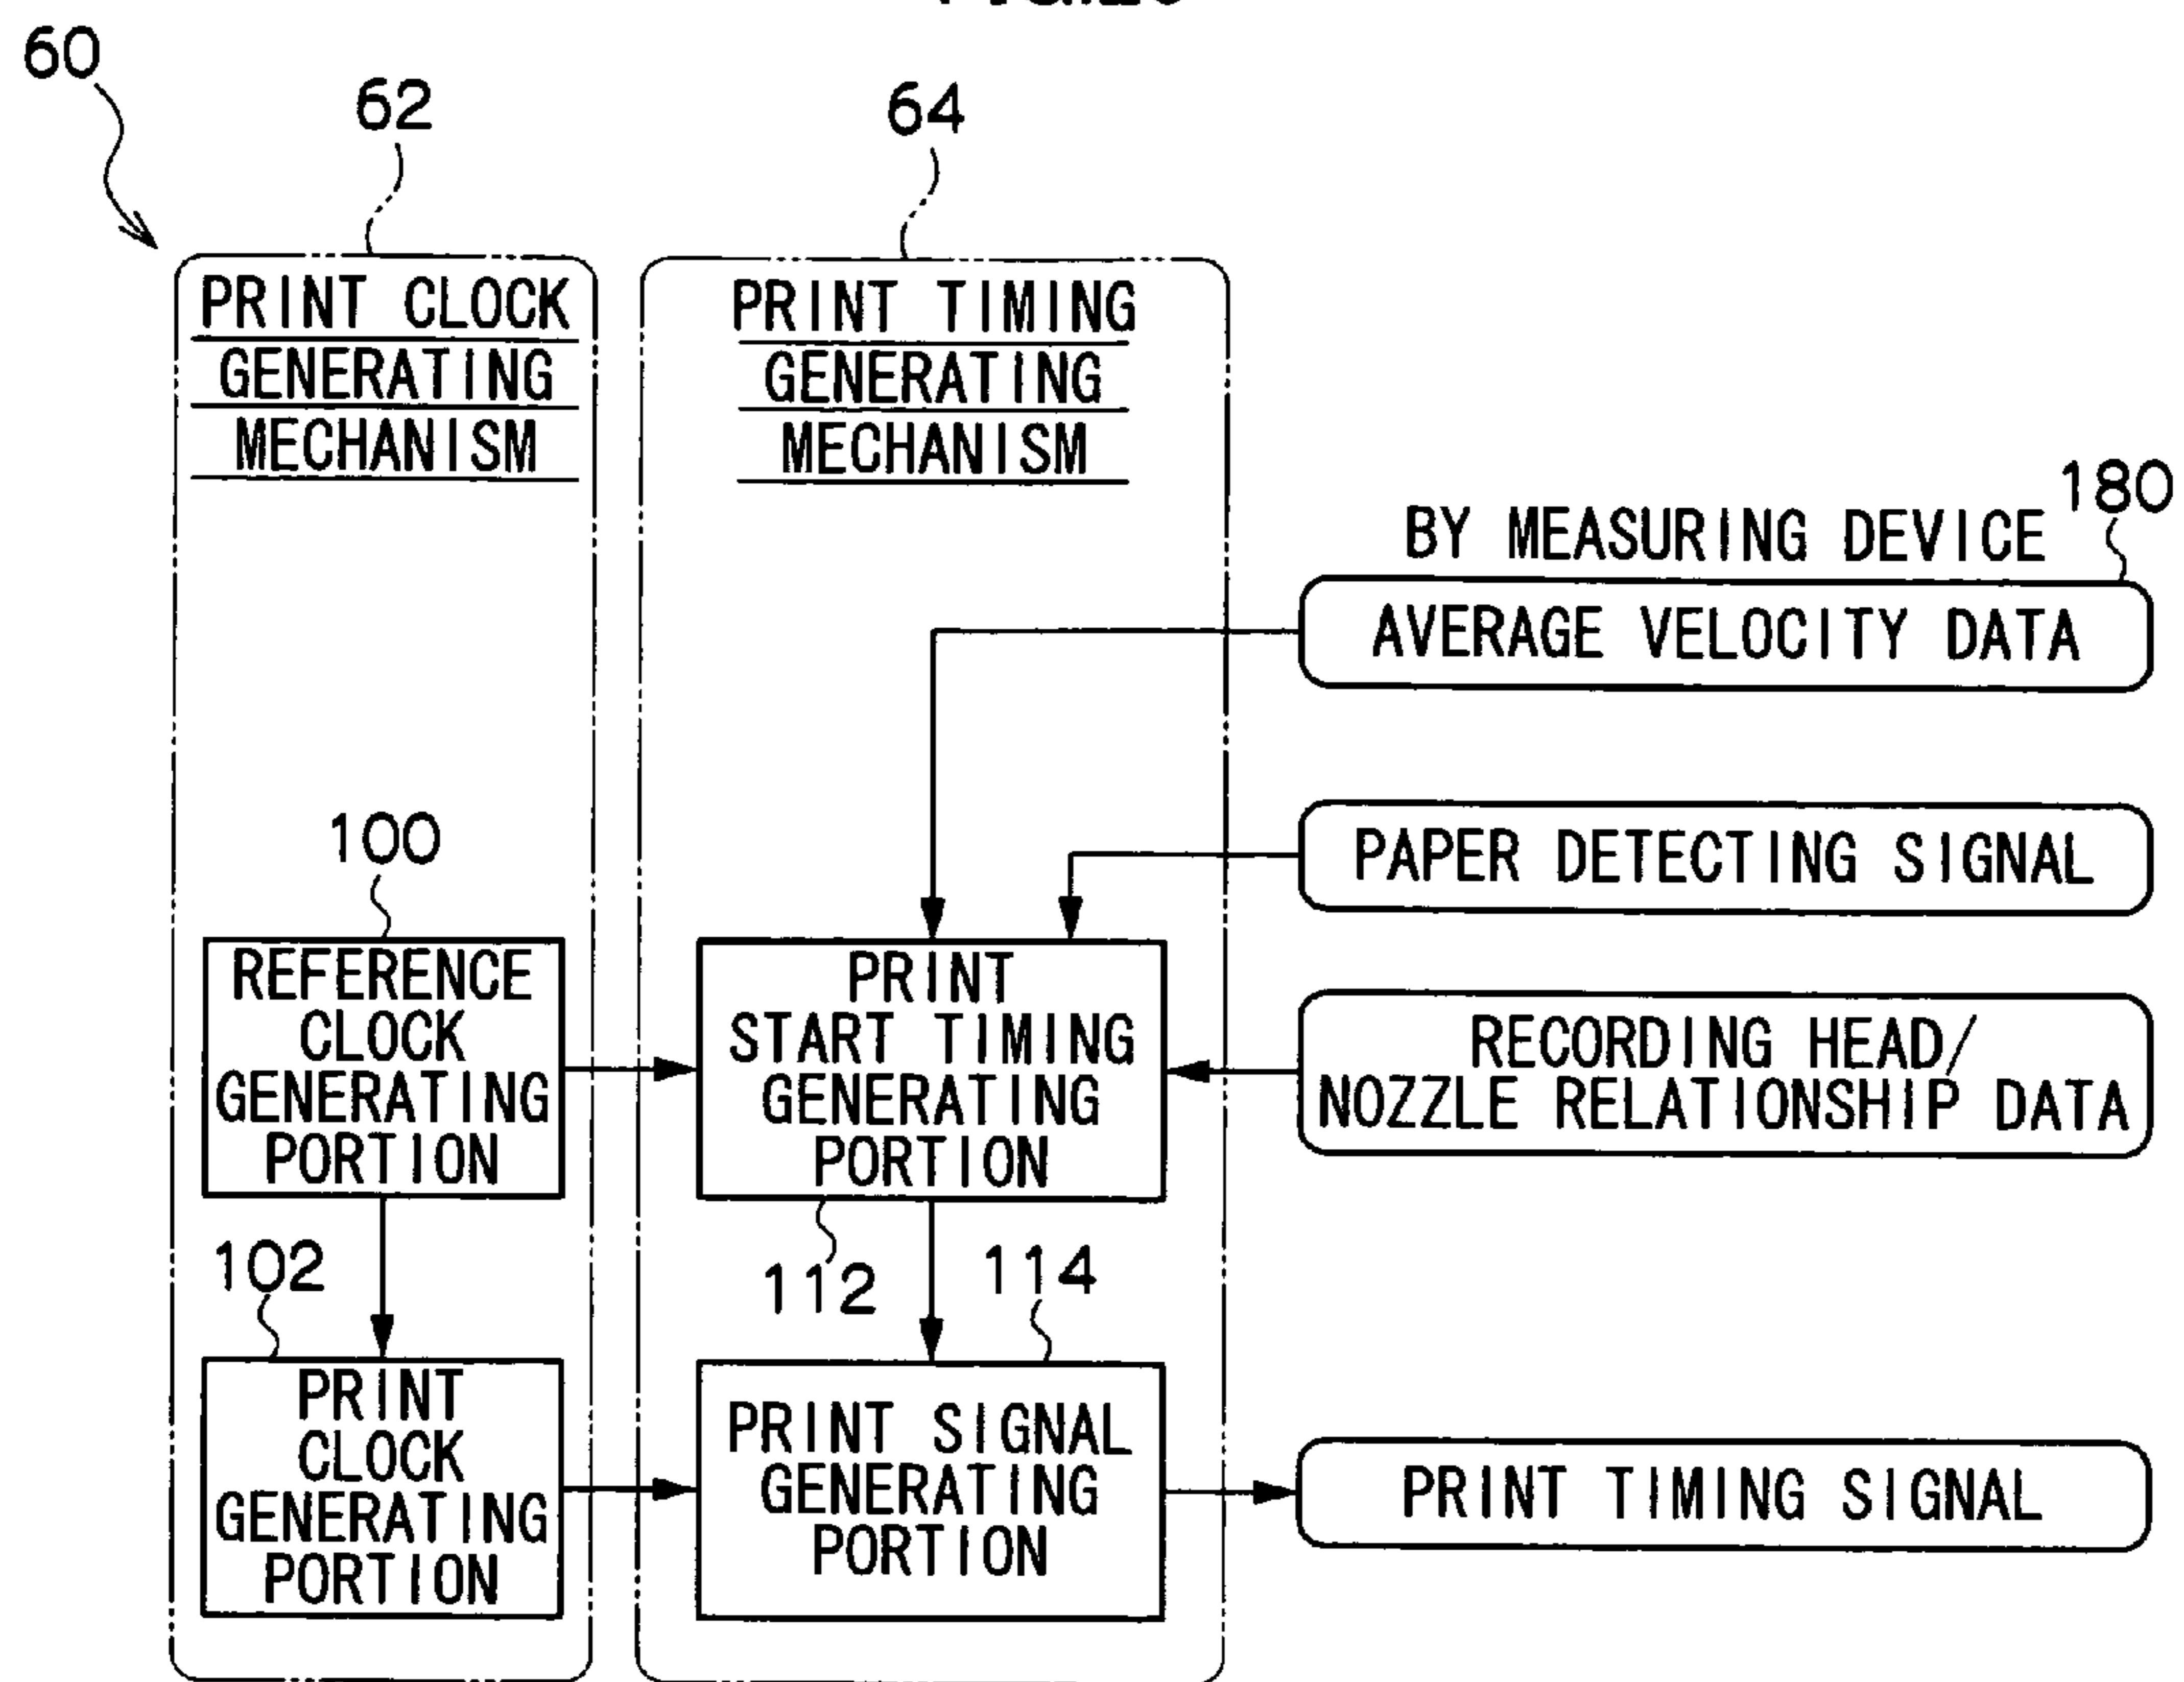 60
62
64
PRINT CLOCK
GENERATING
MECHANISM
PRINT TIMING
GENERATING
MECHANISM
BY MEASURING DEVICE
180
AVERAGE VELOCITY DATA
PAPER DETECTING SIGNAL
100
REFERENCE
CLOCK
GENERATING
PORTION
PRINT
START TIMING
GENERATING
PORTION
RECORDING HEAD/
NOZZLE RELATIONSHIP DATA
102
112
114
PRINT
CLOCK
GENERATING
PORTION
PRINT SIGNAL
GENERATING
PORTION
PRINT TIMING SIGNAL